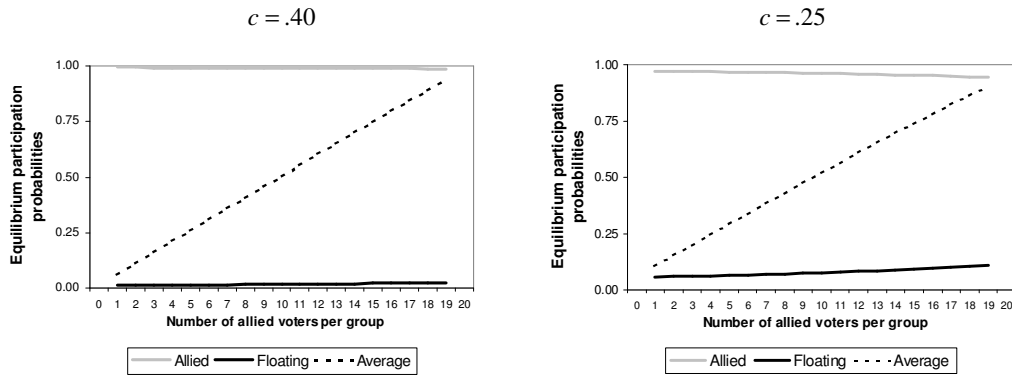 c = .40
Equilibrium participation
probabilities
1.00
0.75
0.50
0.25
0.00
0 1 2 3 4 5 6 7 8 9 10 11 12 13 14 15 16 17 18 19 20
Number of allied voters per group
Allied Floating Average
c = .25
Equilibrium participation
probabilities
1.00
0.75
0.50
0.25
0.00
0 1 2 3 4 5 6 7 8 9 10 11 12 13 14 15 16 17 18 19 20
Number of allied voters per group
Allied Floating Average